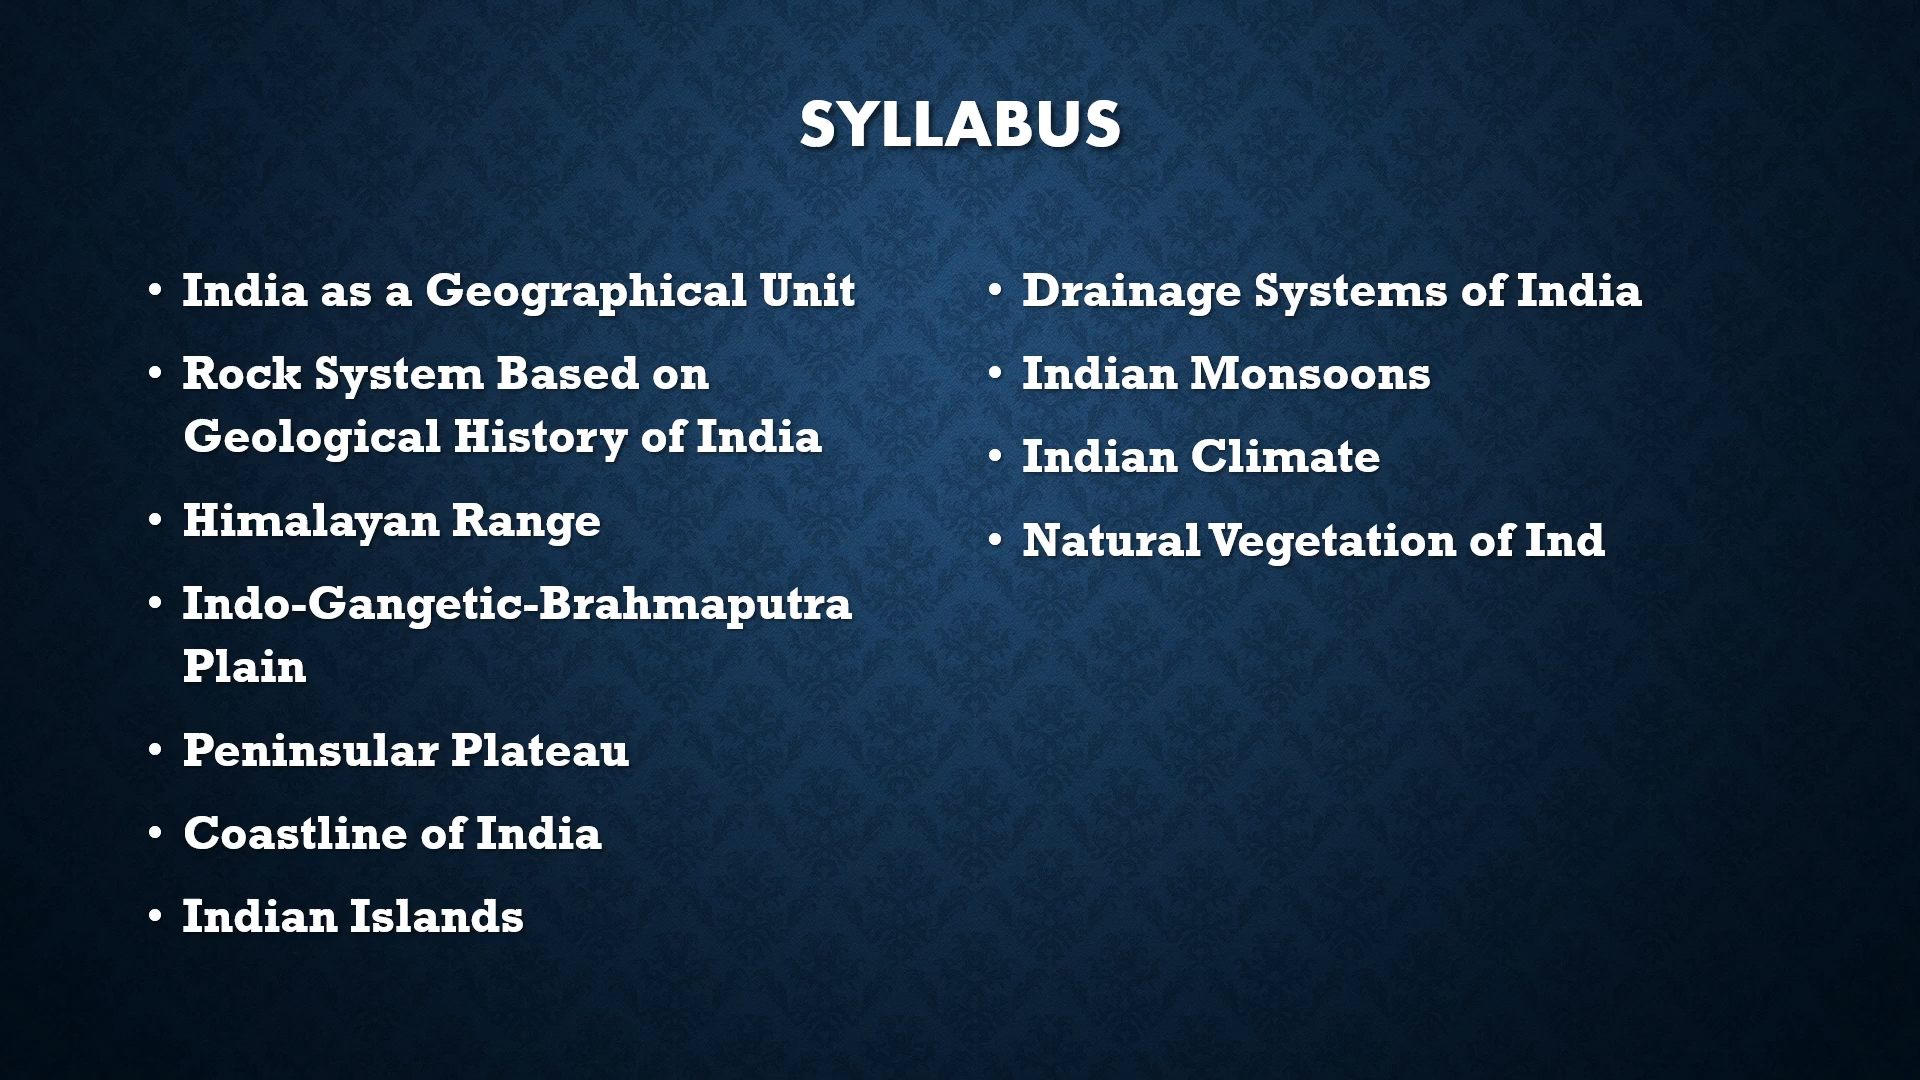 SYLLABUS
• India as a Geographical Unit
• Rock System Based on
Geological History of India
• Himalayan Range
• Indo-Gangetic-Brahmaputra
Plain
• Peninsular Plateau
• Coastline of India
• Indian Islands
• Drainage Systems of India
• Indian Monsoons
• Indian Climate
• Natural Vegetation of Ind